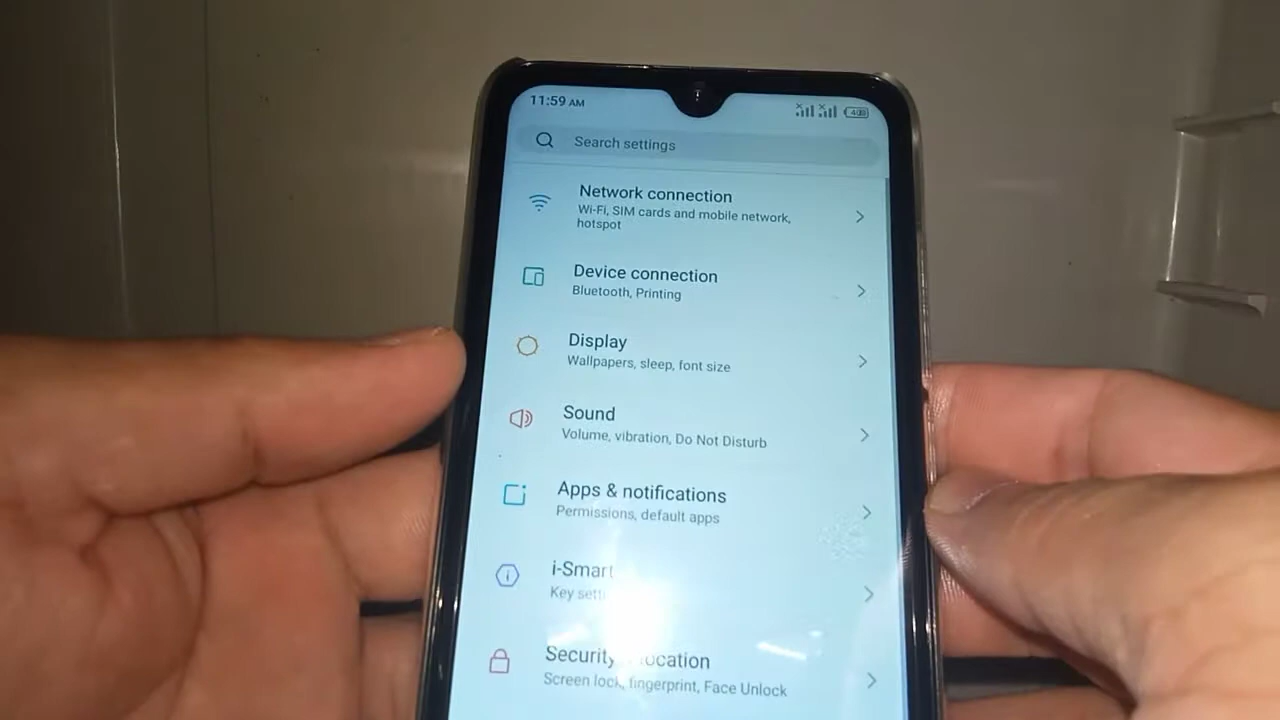 11:59 AM
Search settings
Network connection
Wi-Fi, SIM cards and mobile network,
hotspot
Device connection
Bluetooth, Printing
Display
Wallpapers, sleep, font size
Sound
Volume, vibration, Do Not Disturb
Apps & notifications
Permissions, default apps
i-Smart
Key
Security
Screen lock, fingerprint, Face Unlock